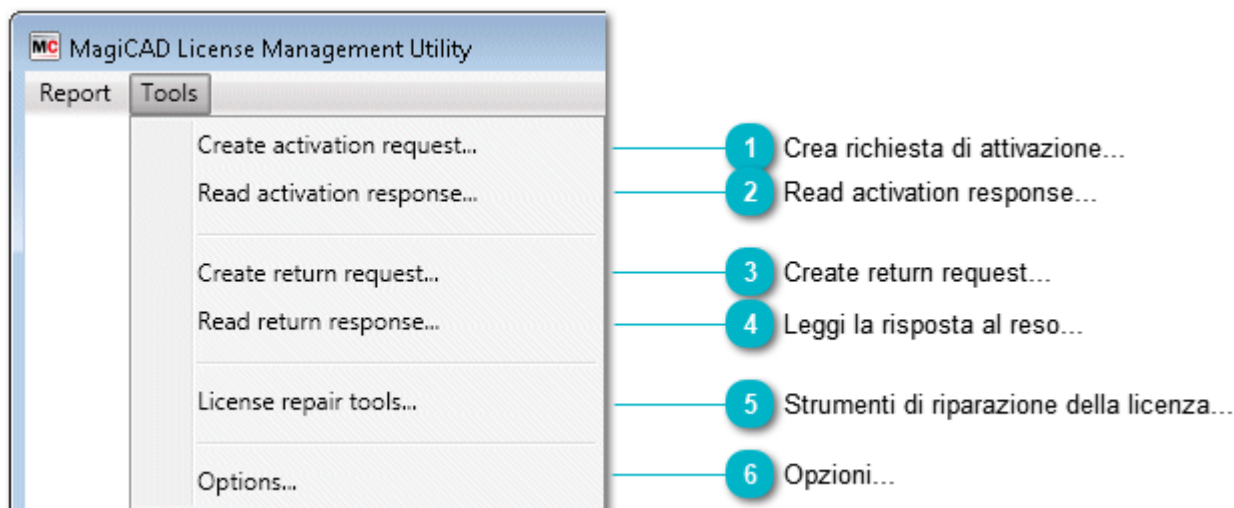 MC MagiCAD License Management Utility
Report Tools
Create activation request... 1 Crea richiesta di attivazione...
Read activation response... 2 Read activation response...
Create return request... 3 Create return request...
Read return response... 4 Leggi la risposta al reso...
License repair tools... 5 Strumenti di riparazione della licenza...
Options... 6 Opzioni...